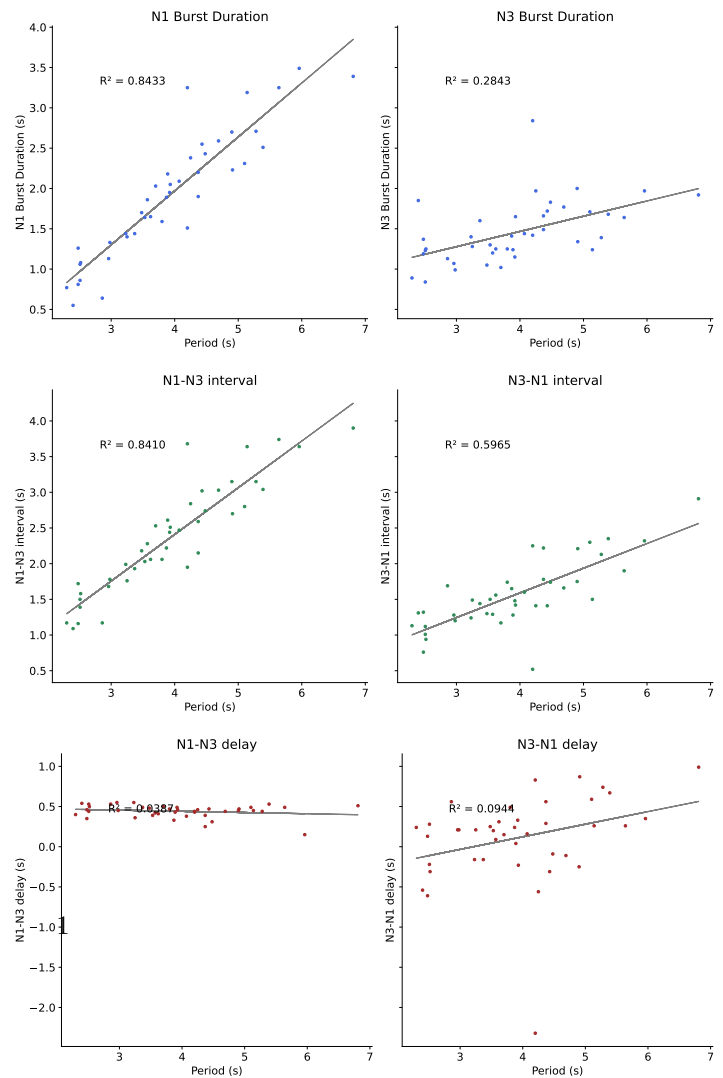 N1 Burst Duration
N3 Burst Duration
4.0
3.5
3.0
2.5
2.0
1.5
1.0
0.5
N1 Burst Duration (s)
N3 Burst Duration (s)
R² = 0.8433
R² = 0.2843
3 4 5 6 7
3 4 5 6 7
Period (s)
Period (s)
N1-N3 interval
N3-N1 interval
4.0
3.5
3.0
2.5
2.0
1.5
1.0
0.5
N1-N3 interval (s)
N3-N1 interval (s)
R² = 0.8410
R² = 0.5965
3 4 5 6 7
3 4 5 6 7
Period (s)
Period (s)
N1-N3 delay
N3-N1 delay
1.0
0.5
0.0
−0.5
−1.0
−1.5
−2.0
N1-N3 delay (s)
N3-N1 delay (s)
R² = 0.0387
R² = 0.0944
3 4 5 6 7
3 4 5 6 7
Period (s)
Period (s)